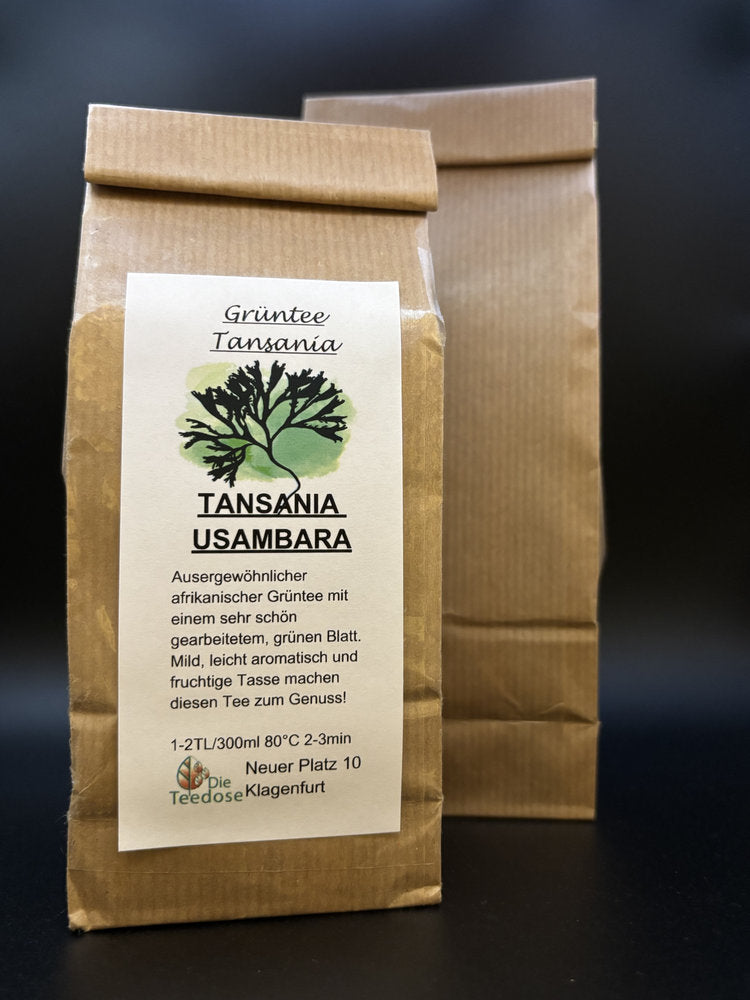 Grüntee
Tansania
TANSANIA
USAMBARA
Ausergewöhnlicher
afrikanischer Grüntee mit
einem sehr schön
gearbeitetem, grünen Blatt.
Mild, leicht aromatisch und
fruchtige Tasse machen
diesen Tee zum Genuss!
1-2TL/300ml 80°C 2-3min
Die
Teedose
Neuer Platz 10
Klagenfurt